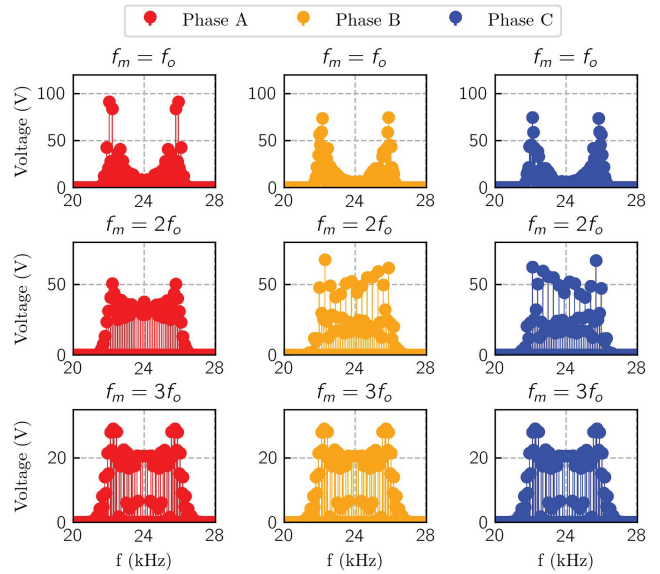 Phase A Phase B Phase C
f_m = f_o f_m = f_o f_m = f_o
Voltage (V)
100 100 100
50 50 50
0 0 0
20 24 28 20 24 28 20 24 28
f_m = 2f_o f_m = 2f_o f_m = 2f_o
Voltage (V)
50 50 50
0 0 0
20 24 28 20 24 28 20 24 28
f_m = 3f_o f_m = 3f_o f_m = 3f_o
Voltage (V)
20 20 20
0 0 0
20 24 28 20 24 28 20 24 28
f (kHz) f (kHz) f (kHz)